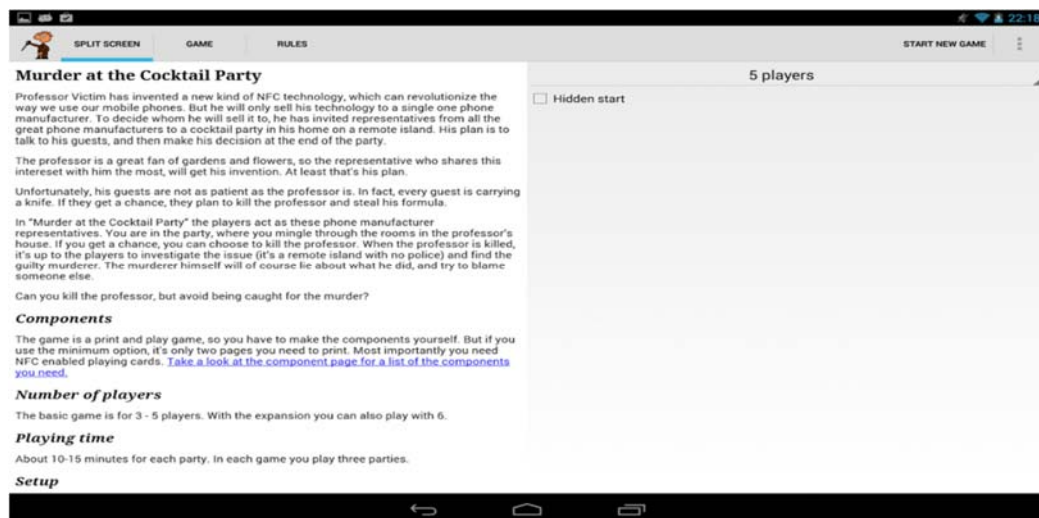 22:18
SPLIT SCREEN GAME RULES START NEW GAME
Murder at the Cocktail Party
Professor Victim has invented a new kind of NFC technology, which can revolutionize the
way we use our mobile phones. But he will only sell his technology to a single one phone
manufacturer. To decide whom he will sell it to, he has invited representatives from all the
great phone manufacturers to a cocktail party in his home on a remote island. His plan is to
talk to his guests, and then make his decision at the end of the party.
The professor is a great fan of gardens and flowers, so the representative who shares this
intereset with him the most, will get his invention. At least that's his plan.
Unfortunately, his guests are not as patient as the professor is. In fact, every guest is carrying
a knife. If they get a chance, they plan to kill the professor and steal his formula.
In "Murder at the Cocktail Party" the players act as these phone manufacturer
representatives. You are in the party, where you mingle through the rooms in the professor's
house. If you get a chance, you can choose to kill the professor. When the professor is killed,
it's up to the players to investigate the issue (it's a remote island with no police) and find the
guilty murderer. The murderer himself will of course lie about what he did, and try to blame
someone else.
Can you kill the professor, but avoid being caught for the murder?
Components
The game is a print and play game, so you have to make the components yourself. But if you
use the minimum option, it's only two pages you need to print. Most importantly you need
NFC enabled playing cards. Take a look at the component page for a list of the components
you need.
Number of players
The basic game is for 3 - 5 players. With the expansion you can also play with 6.
Playing time
About 10-15 minutes for each party. In each game you play three parties.
Setup
5 players
Hidden start